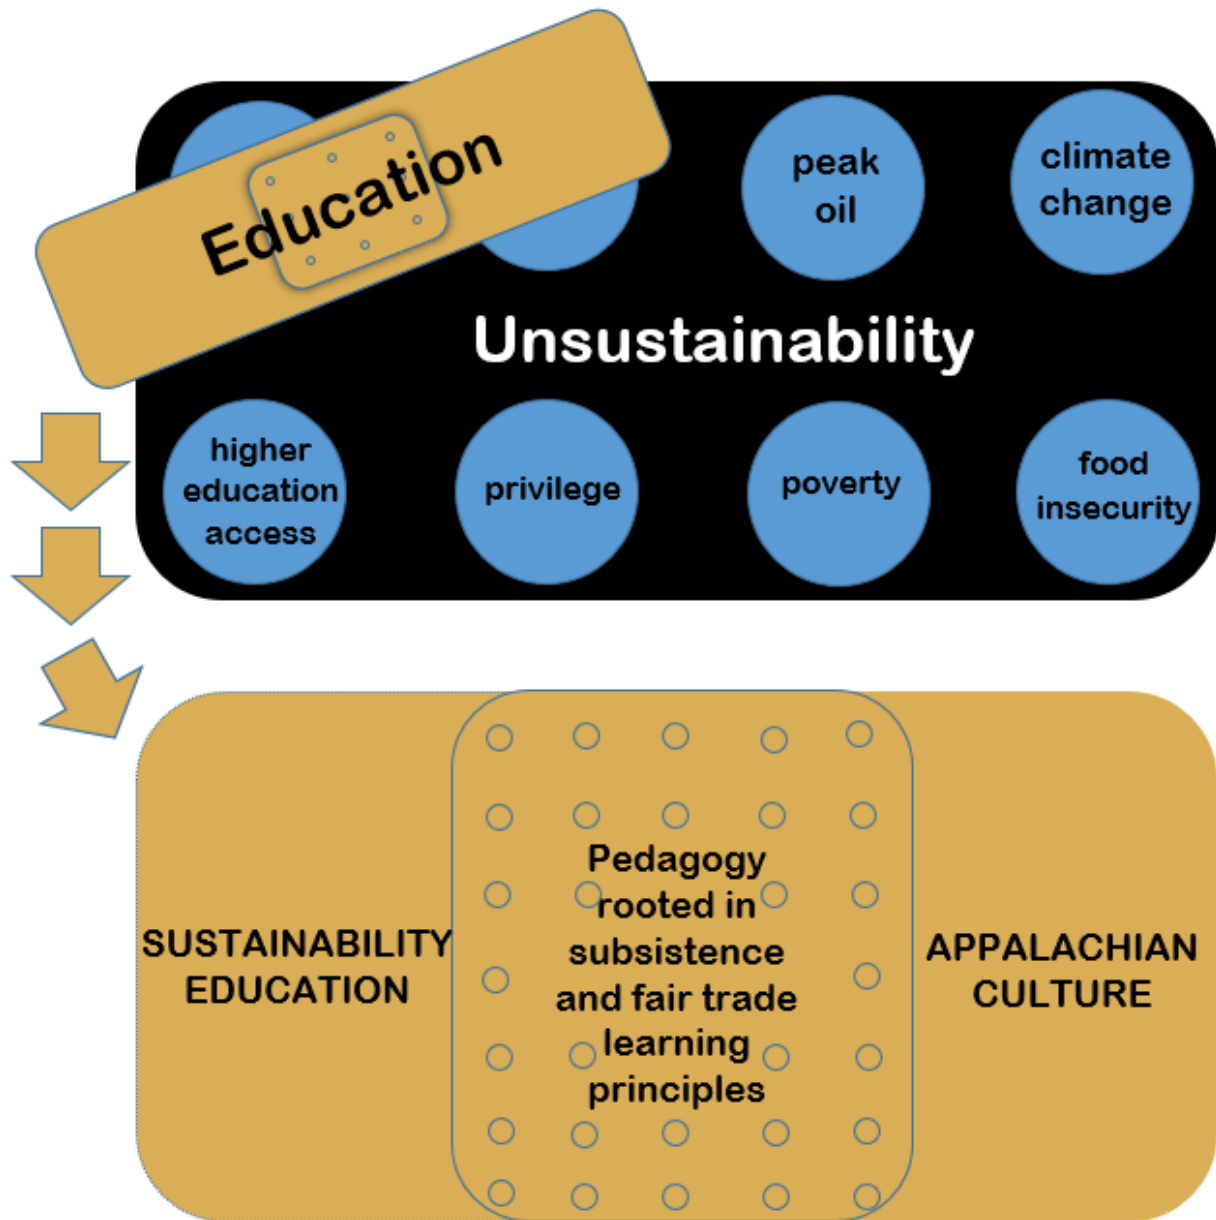 Education
peak
oil
climate
change
Unsustainability
higher
education
access
privilege
poverty
food
insecurity
SUSTAINABILITY
EDUCATION
Pedagogy
rooted in
subsistence
and fair trade
learning
principles
APPALACHIAN
CULTURE